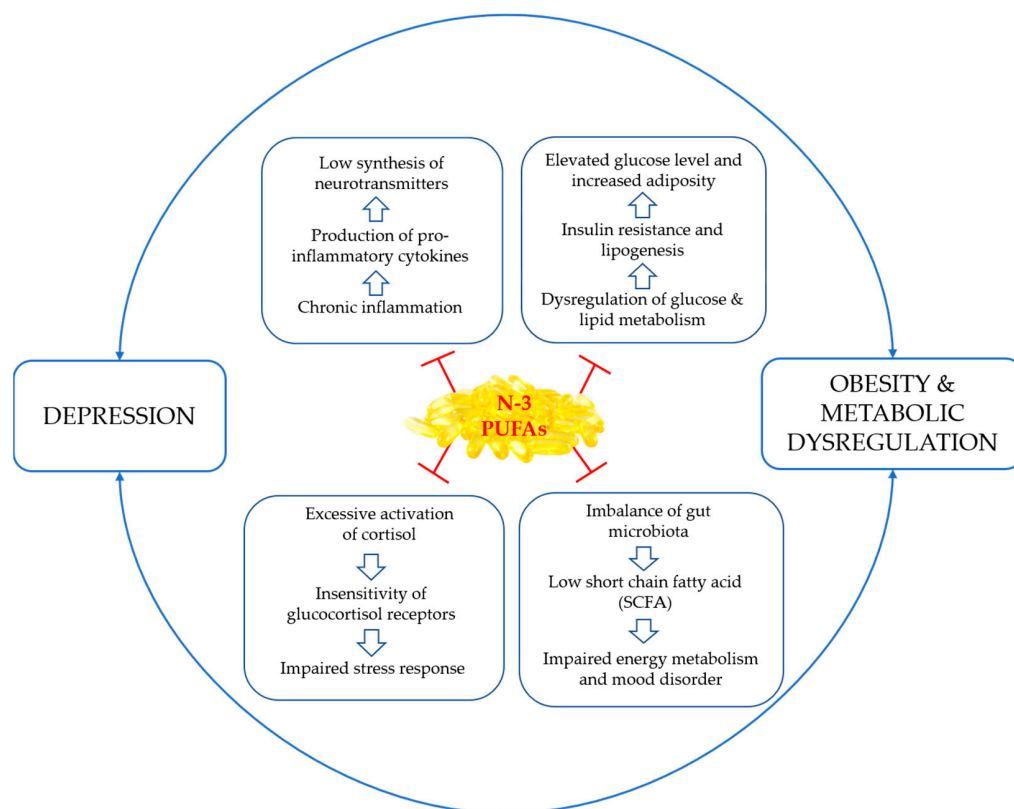 Low synthesis of
neurotransmitters
Production of pro-
inflammatory cytokines
Chronic inflammation
Elevated glucose level and
increased adiposity
Insulin resistance and
lipogenesis
Dysregulation of glucose &
lipid metabolism
DEPRESSION
N-3
PUFAs
OBESITY &
METABOLIC
DYSREGULATION
Excessive activation
of cortisol
Insensitivity of
glucocortisol receptors
Impaired stress response
Imbalance of gut
microbiota
Low short chain fatty acid
(SCFA)
Impaired energy metabolism
and mood disorder